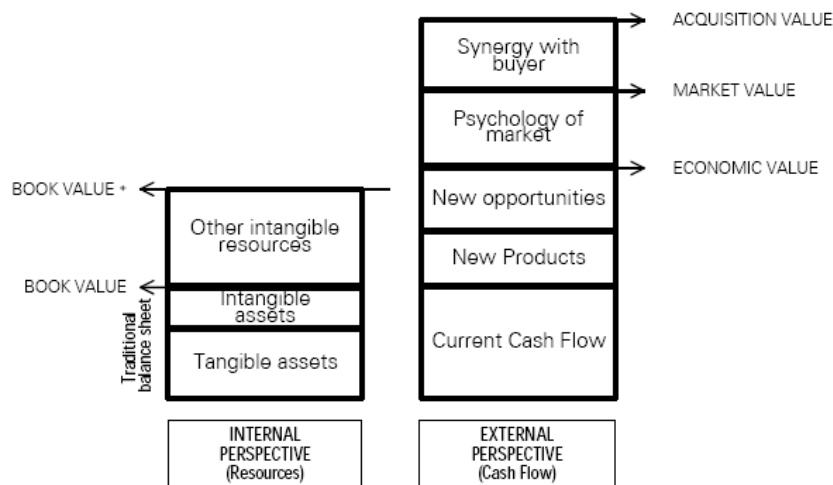 ACQUISITION VALUE
Synergy with
buyer
MARKET VALUE
Psychology of
market
ECONOMIC VALUE
BOOK VALUE +
New opportunities
Other intangible
resources
New Products
BOOK VALUE
Intangible
assets
Traditional
balance sheet
Current Cash Flow
Tangible assets
INTERNAL
PERSPECTIVE
(Resources)
EXTERNAL
PERSPECTIVE
(Cash Flow)